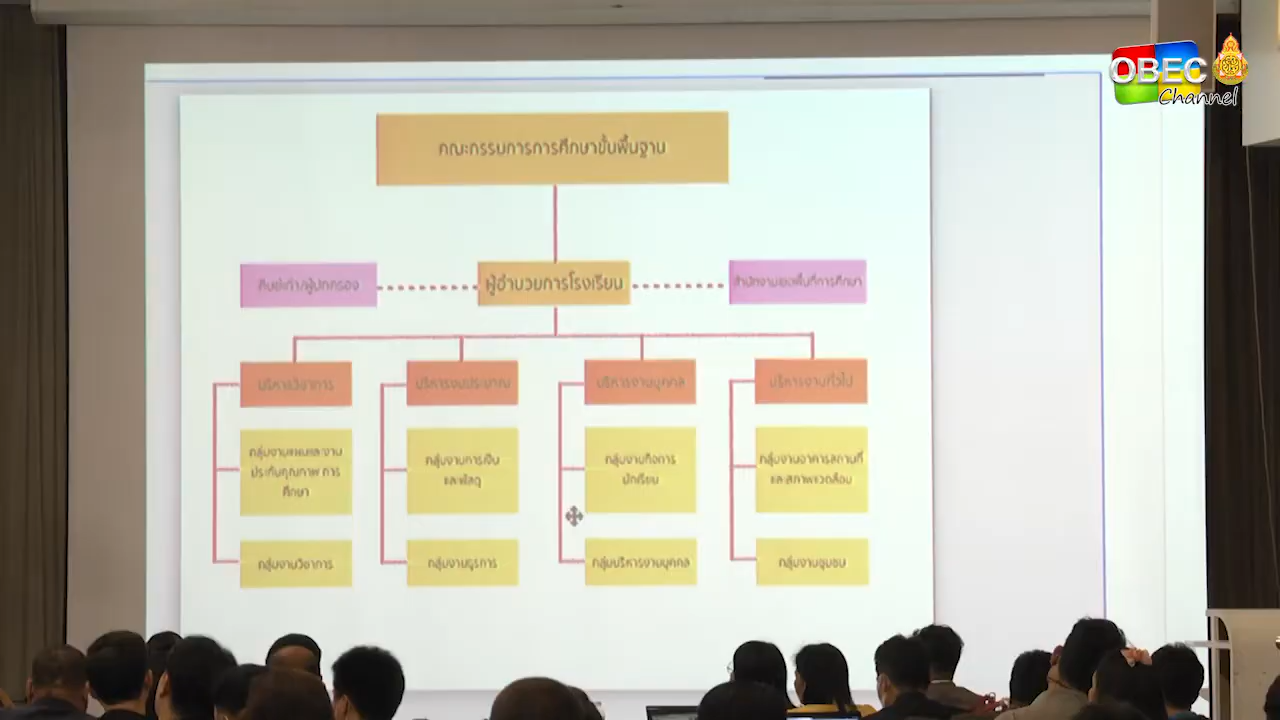 OBEC
Channel
คณะกรรมการการศึกษาขั้นพื้นฐาน
ศิษย์เก่า/ผู้ปกครอง
ผู้อำนวยการโรงเรียน
สำนักงานเขตพื้นที่การศึกษา
บริหารวิชาการ
บริหารงบประมาณ
บริหารงานบุคคล
บริหารงานทั่วไป
กลุ่มงานแผนและงาน
ประกันคุณภาพ การ
ศึกษา
กลุ่มงานการเงิน
และพัสดุ
กลุ่มงานกิจการ
นักเรียน
กลุ่มงานอาคารสถานที่
และสภาพแวดล้อม
กลุ่มงานวิชาการ
กลุ่มงานธุรการ
กลุ่มบริหารงานบุคคล
กลุ่มงานชุมชน